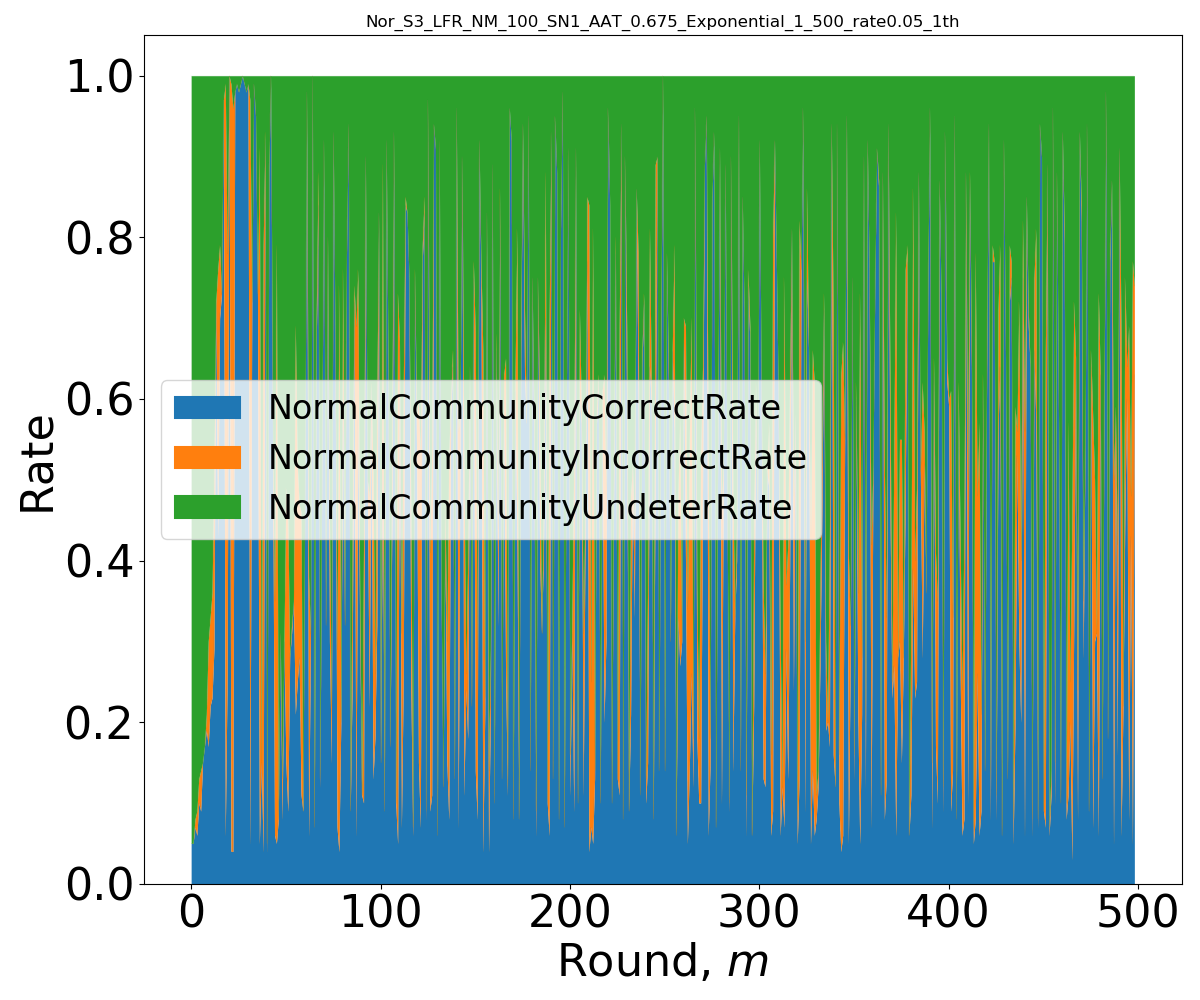 Nor_S3_LFR_NM_100_SN1_AAT_0.675_Exponential_1_500_rate0.05_1th
1.0
0.8
0.6
0.4
0.2
0.0
Rate
NormalCommunityCorrectRate
NormalCommunityIncorrectRate
NormalCommunityUndeterRate
0 100 200 300 400 500
Round, m